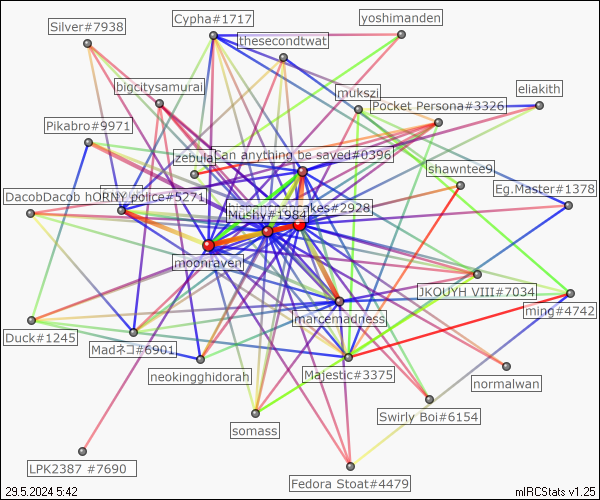 Cypha#1717
yoshimanden
Silver#7938
thesecondtwat
bigcitysamurai
mukszi
eliakith
Pocket Persona#3326
Pikabro#9971
zebula
Can anything be saved#0396
shawntee9
DacobDacob
hORNY police#5271
Eg.Master#1378
kes#2928
Mushy#1984
moonraven
JKOUYH VIII#7034
ming#4742
marcemadness
Duck#1245
Madネコ#6901
neokingghidorah
Majestic#3375
normalwan
Swirly Boi#6154
somass
LPK2387 #7690
Fedora Stoat#4479
29.5.2024 5:42
mIRCStats v1.25